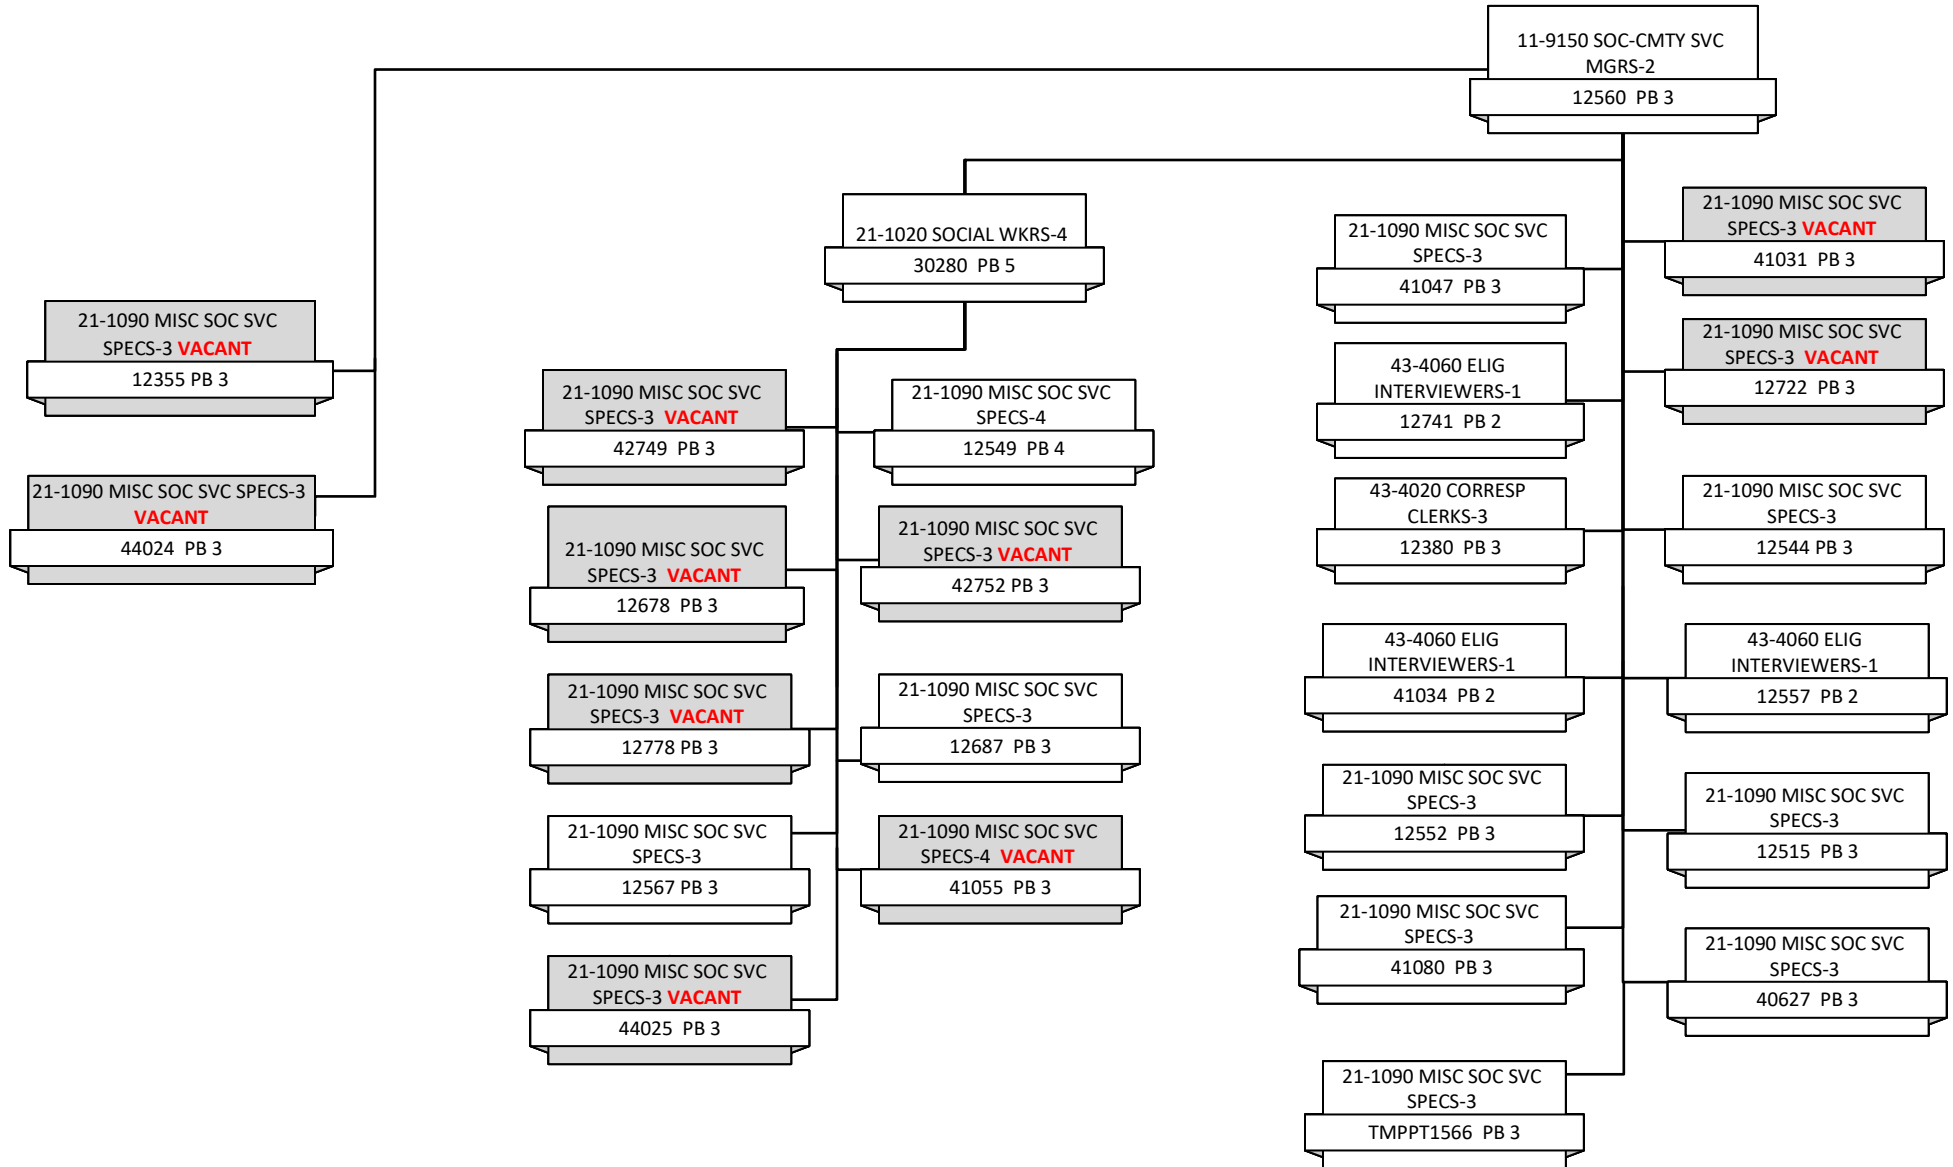 11-9150 SOC-CMTY SVC
MGRS-2
12560 PB 3
21-1020 SOCIAL WKRS-4
30280 PB 5
21-1090 MISC SOC SVC
SPECS-3 VACANT
12355 PB 3
21-1090 MISC SOC SVC SPECS-3
VACANT
44024 PB 3
21-1090 MISC SOC SVC
SPECS-3 VACANT
42749 PB 3
21-1090 MISC SOC SVC
SPECS-4
12549 PB 4
21-1090 MISC SOC SVC
SPECS-3 VACANT
12678 PB 3
21-1090 MISC SOC SVC
SPECS-3 VACANT
42752 PB 3
21-1090 MISC SOC SVC
SPECS-3 VACANT
12778 PB 3
21-1090 MISC SOC SVC
SPECS-3
12687 PB 3
21-1090 MISC SOC SVC
SPECS-3
12567 PB 3
21-1090 MISC SOC SVC
SPECS-4 VACANT
41055 PB 3
21-1090 MISC SOC SVC
SPECS-3 VACANT
44025 PB 3
21-1090 MISC SOC SVC
SPECS-3
41047 PB 3
21-1090 MISC SOC SVC
SPECS-3 VACANT
41031 PB 3
43-4060 ELIG
INTERVIEWERS-1
12741 PB 2
21-1090 MISC SOC SVC
SPECS-3 VACANT
12722 PB 3
43-4020 CORRESP
CLERKS-3
12380 PB 3
21-1090 MISC SOC SVC
SPECS-3
12544 PB 3
43-4060 ELIG
INTERVIEWERS-1
41034 PB 2
43-4060 ELIG
INTERVIEWERS-1
12557 PB 2
21-1090 MISC SOC SVC
SPECS-3
12552 PB 3
21-1090 MISC SOC SVC
SPECS-3
12515 PB 3
21-1090 MISC SOC SVC
SPECS-3
41080 PB 3
21-1090 MISC SOC SVC
SPECS-3
40627 PB 3
21-1090 MISC SOC SVC
SPECS-3
TMPPT1566 PB 3